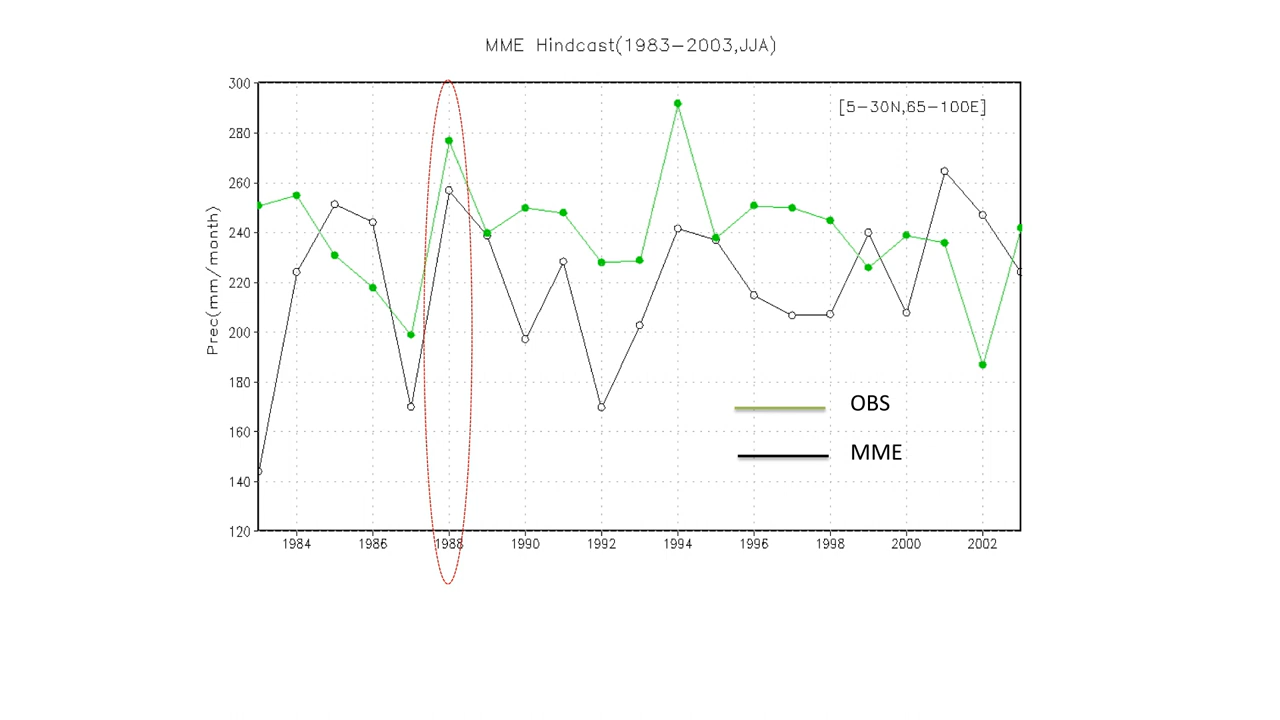 MME Hindcast(1983−2003,JJA)
[5−30N,65−100E]
Prec(mm/month)
300
280
260
240
220
200
180
160
140
120
OBS
MME
1984 1986 1988 1990 1992 1994 1996 1998 2000 2002